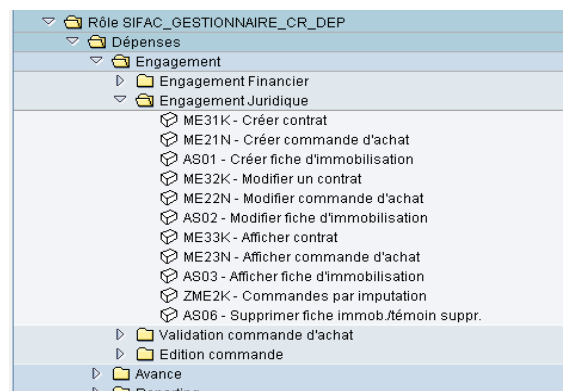 Rôle SIFAC_GESTIONNAIRE_CR_DEP
Dépenses
Engagement
Engagement Financier
Engagement Juridique
ME31K - Créer contrat
ME21N - Créer commande d'achat
AS01 - Créer fiche d'immobilisation
ME32K - Modifier un contrat
ME22N - Modifier commande d'achat
AS02 - Modifier fiche d'immobilisation
ME33K - Afficher contrat
ME23N - Afficher commande d'achat
AS03 - Afficher fiche d'immobilisation
ZME2K - Commandes par imputation
AS06 - Supprimer fiche immob./témoin suppr.
Validation commande d'achat
Edition commande
Avance